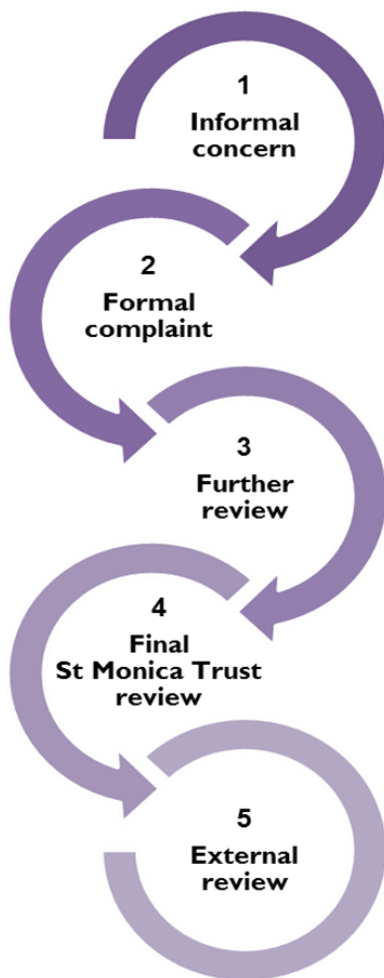 1
Informal
concern
2
Formal
complaint
3
Further
review
4
Final
St Monica Trust
review
5
External
review